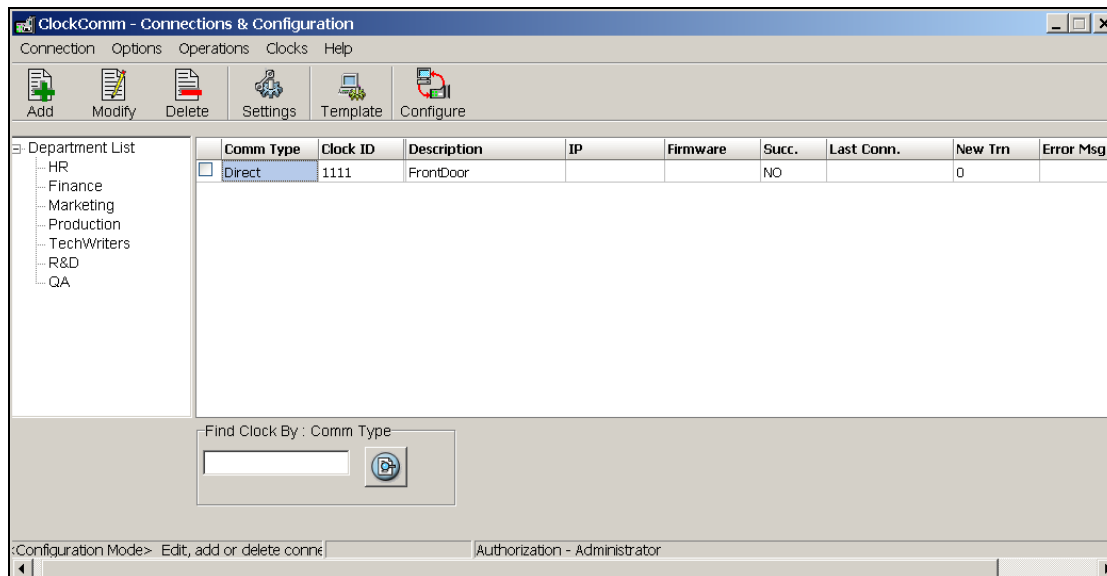 ClockComm - Connections & Configuration
Connection Options Operations Clocks Help
Add Modify Delete Settings Template Configure
Department List
HR
Finance
Marketing
Production
TechWriters
R&D
QA
Comm Type Clock ID Description IP Firmware Succ. Last Conn. New Trn Error Msg
Direct 1111 FrontDoor NO 0
Find Clock By : Comm Type
<Configuration Mode> Edit, add or delete conne Authorization - Administrator